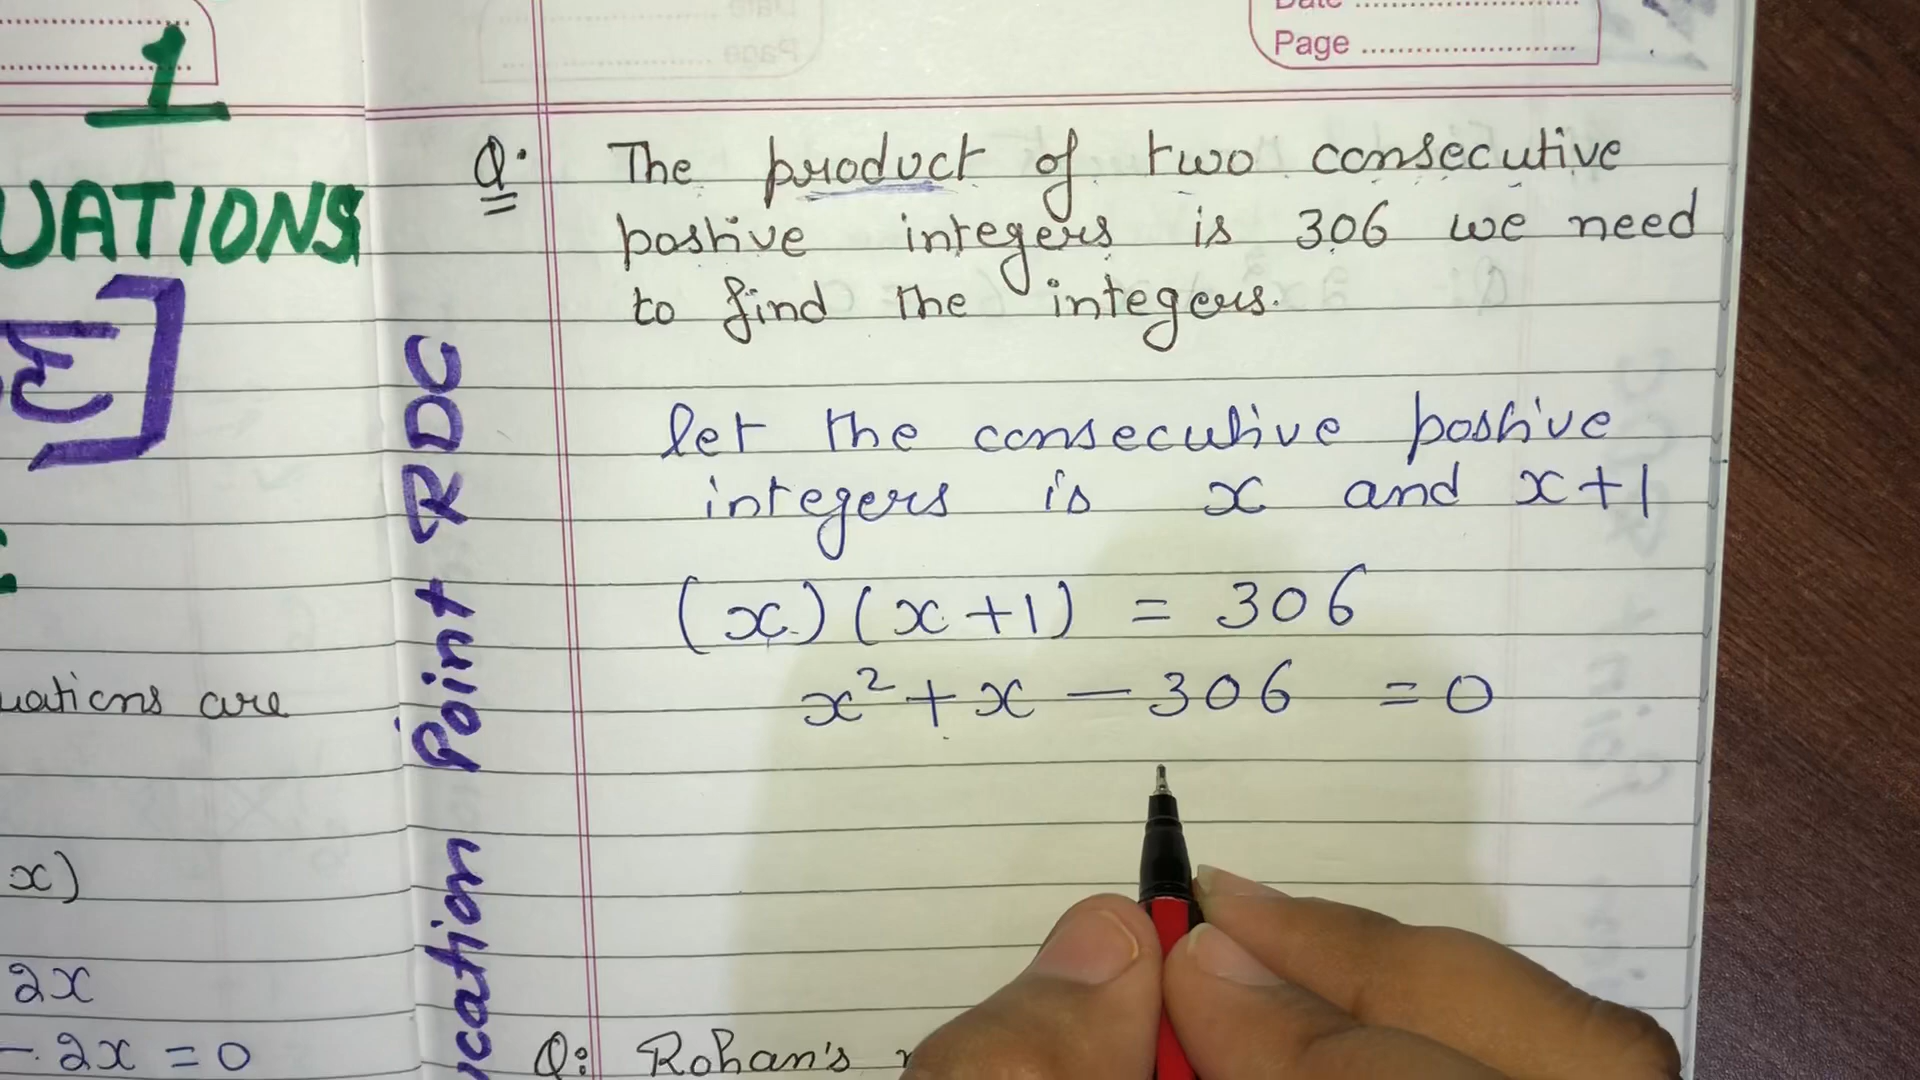 Date
Page
1
UATIONS
uations are
x)
2x
- 2x = 0
ucation Point RDC
Q. The product of two consecutive
positive integers is 306 we need
to find the integers.
let the consecutive positive
integers is x and x+1
(x) (x+1) = 306
x² + x - 306 = 0
Q: Rohan's